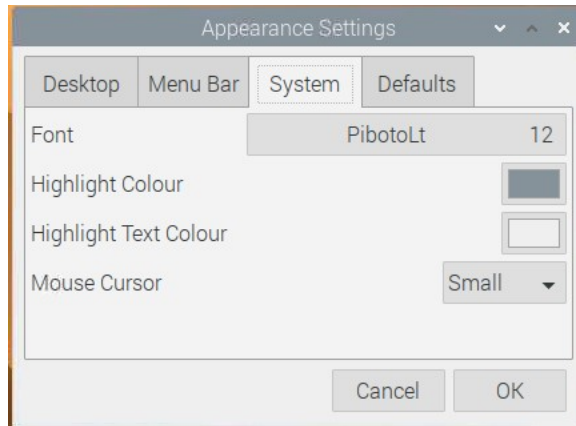 Appearance Settings
Desktop Menu Bar System Defaults
Font PibotoLt 12
Highlight Colour
Highlight Text Colour
Mouse Cursor Small
Cancel OK